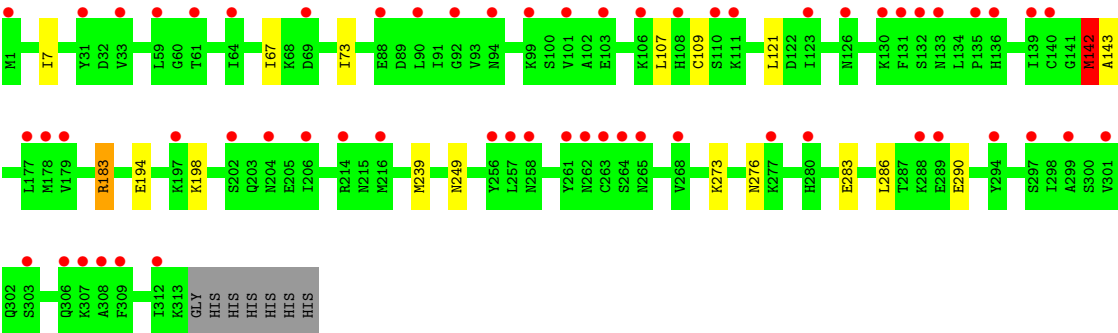 M1 I7 Y31 D32 V33 L59 G60 T61 I64 I67 K68 D69 I73 E88 D89 L90 I91 G92 V93 N94 K99 S100 V101 A102 E103 K106 L107 H108 C109 S110 K111 L121 D122 I123 N126 K130 F131 S132 N133 L134 P135 H136 I139 C140 G141 M142 A143
L177 M178 V179 R183 E194 K197 K198 S202 Q203 N204 E205 I206 R214 N215 M216 M239 N249 Y256 L257 N258 Y261 N262 C263 S264 N265 V268 K273 N276 K277 H280 E283 L286 T287 K288 E289 E290 Y294 S297 I298 A299 S300 V301
Q302 S303 Q306 K307 A308 F309 I312 K313 GLY HIS HIS HIS HIS HIS HIS